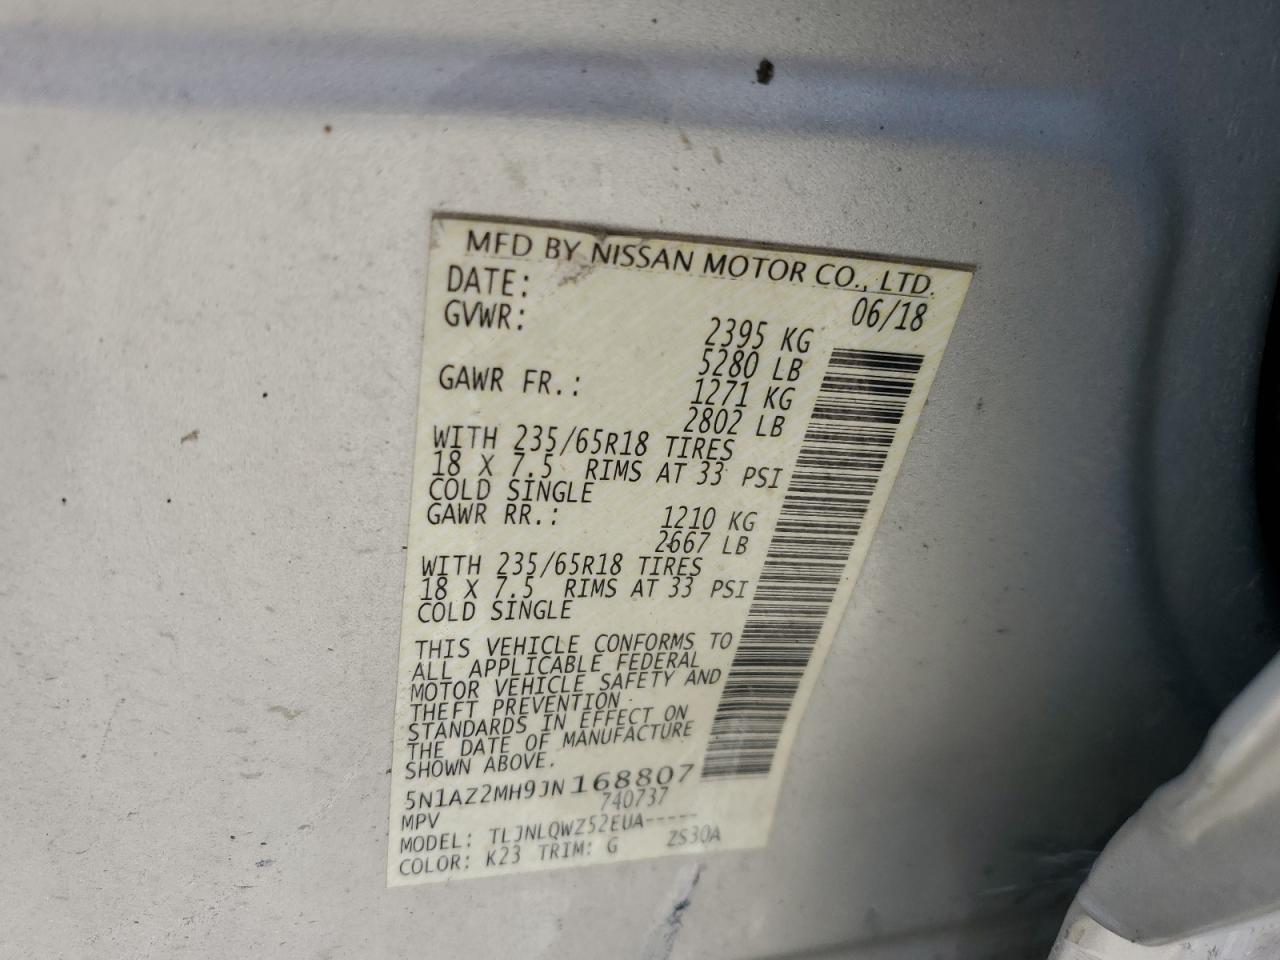 MFD BY NISSAN MOTOR CO., LTD.
DATE: 06/18
GVWR: 2395 KG
5280 LB
GAWR FR.: 1271 KG
2802 LB
WITH 235/65R18 TIRES
18 X 7.5 RIMS AT 33 PSI
COLD SINGLE
GAWR RR.: 1210 KG
2667 LB
WITH 235/65R18 TIRES
18 X 7.5 RIMS AT 33 PSI
COLD SINGLE
THIS VEHICLE CONFORMS TO
ALL APPLICABLE FEDERAL
MOTOR VEHICLE SAFETY AND
THEFT PREVENTION
STANDARDS IN EFFECT ON
THE DATE OF MANUFACTURE
SHOWN ABOVE.
5N1AZ2MH9JN168807
MPV 740737
MODEL: TLJNLQWZ52EUA-----
COLOR: K23 TRIM: G ZS30A